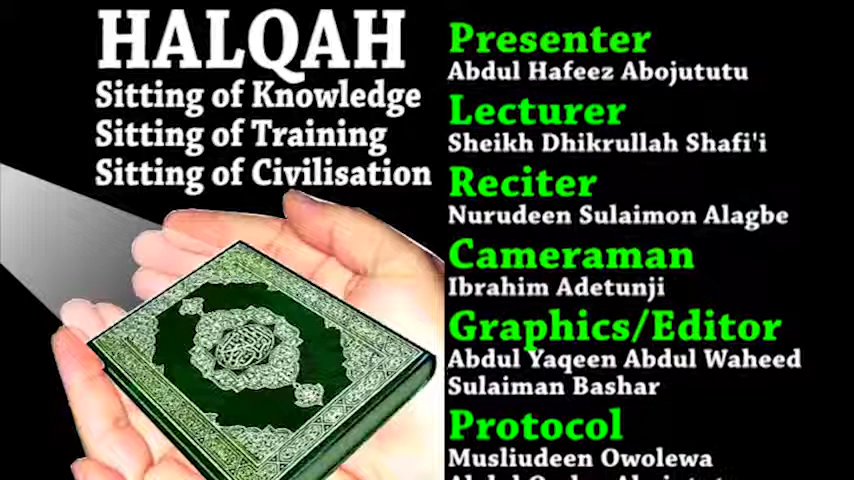 HALQAH
Sitting of Knowledge
Sitting of Training
Sitting of Civilisation
Presenter
Abdul Hafeez Abojututu
Lecturer
Sheikh Dhikrullah Shafi'i
Reciter
Nurudeen Sulaimon Alagbe
Cameraman
Ibrahim Adetunji
Graphics/Editor
Abdul Yaqeen Abdul Waheed
Sulaiman Bashar
Protocol
Musliudeen Owolewa